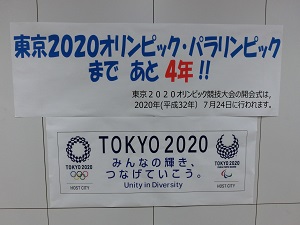 東京2020オリンピック・パラリンピック
まで あと 4年!!
東京2020オリンピック競技大会の開会式は、
2020年(平成32年) 7月24日に行われます。
TOKYO 2020
みんなの輝き、
つなげていこう。
Unity in Diversity
HOST CITY
HOST CITY